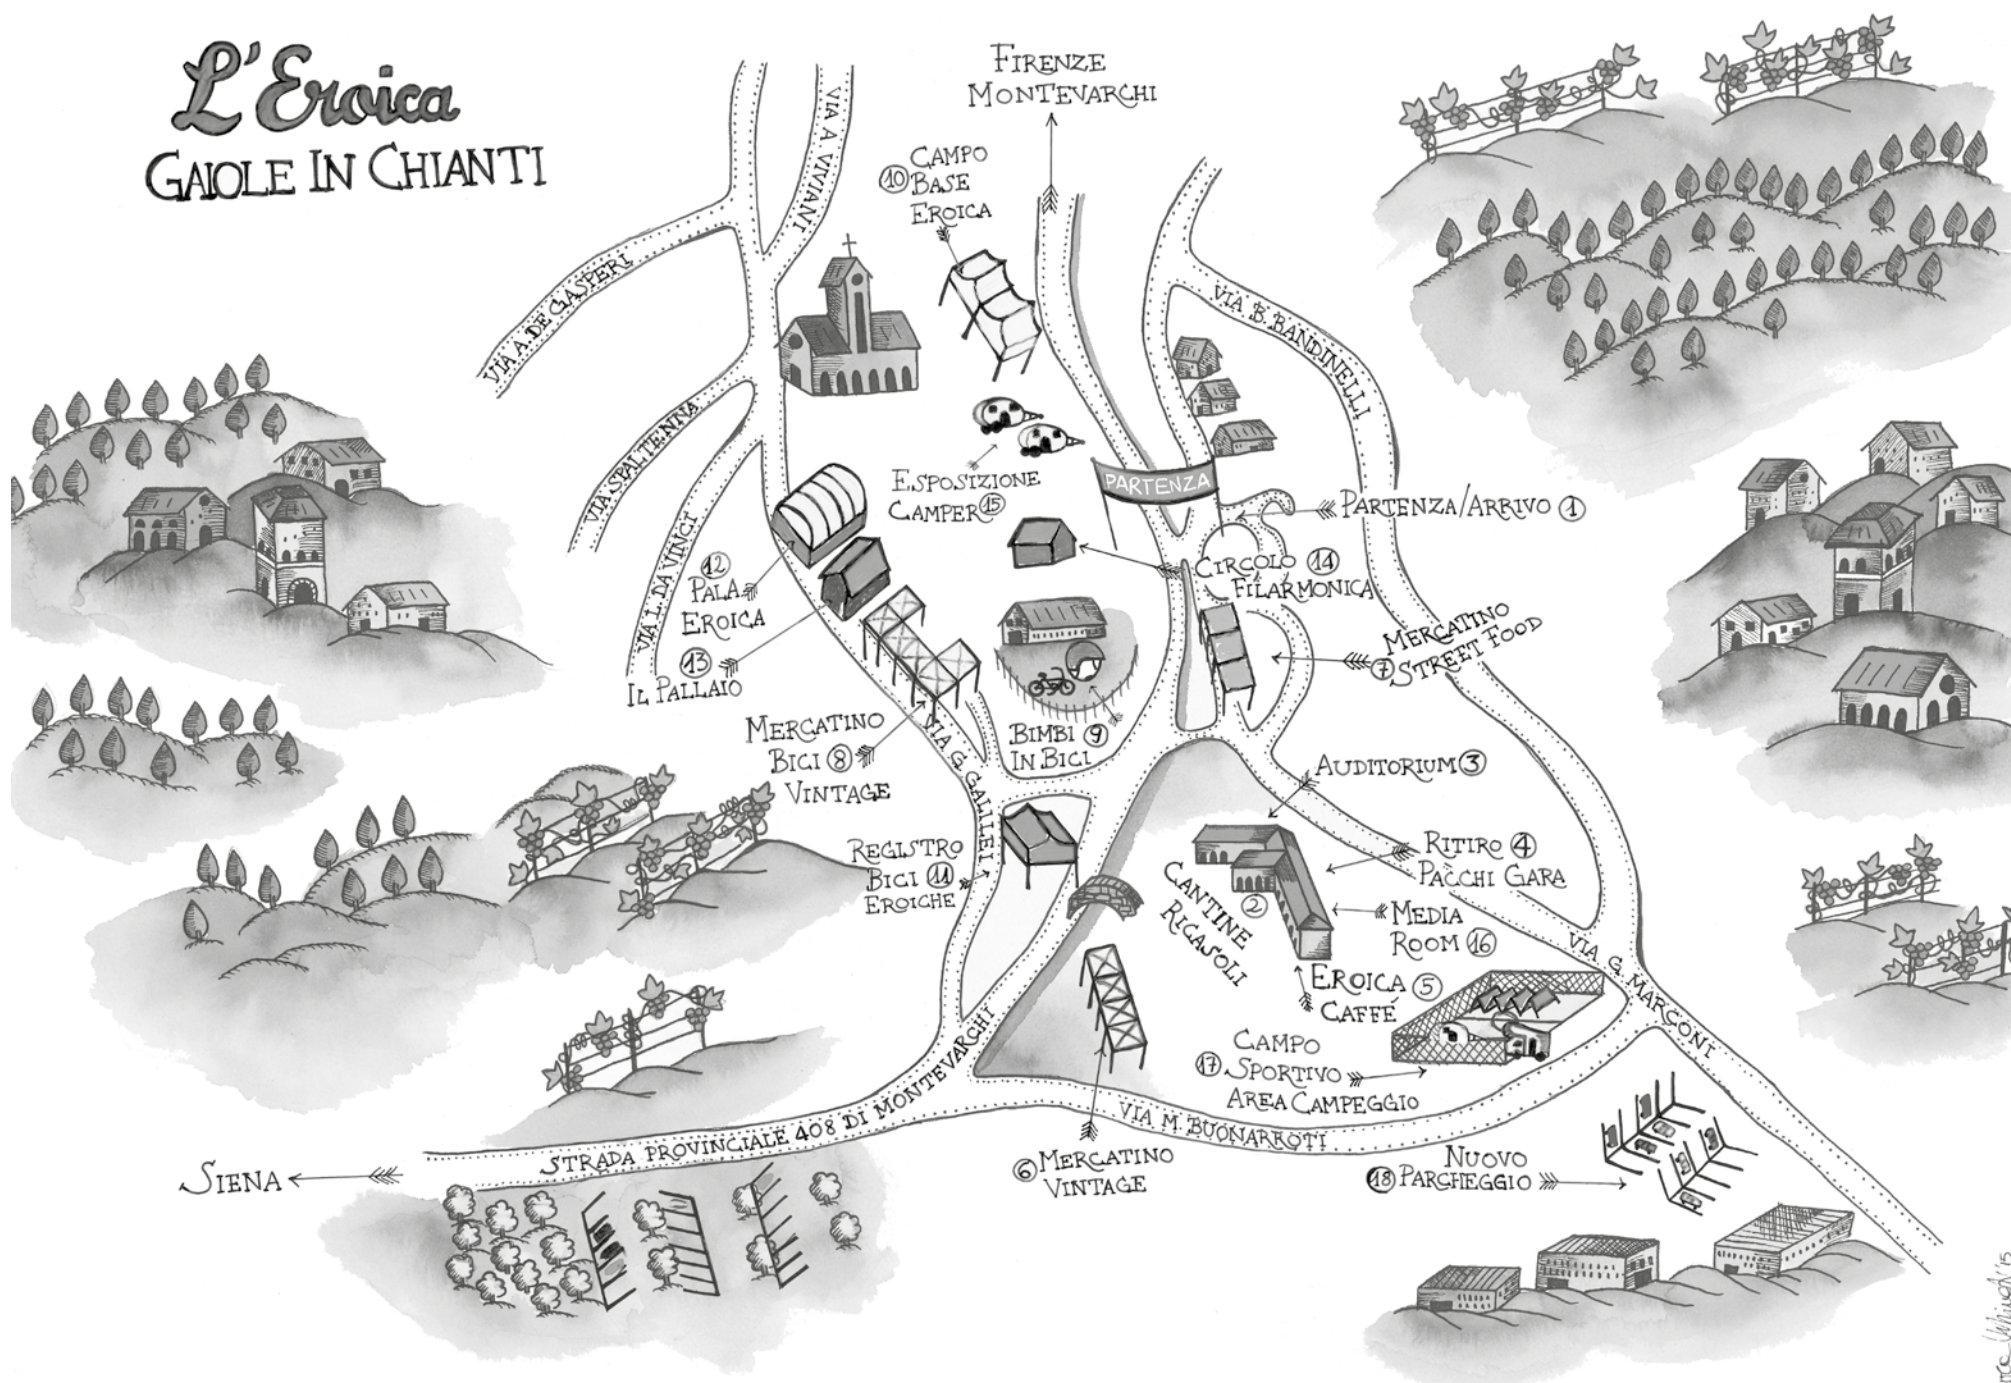 L'Eroica
GAIOLE IN CHIANTI
FIRENZE
MONTEVARCHI
VIA A VIVIANI
10 CAMPO
BASE
EROICA
VIA A. DE GASPERI
VIA B. BANDINELLI
VIA SPALTENNA
VIA L. DA VINCI
ESPOSIZIONE
CAMPER 15
PARTENZA
PARTENZA/ARRIVO 1
12
PALA
EROICA
13
IL PALLAIO
CIRCOLO 14
FILARMONICA
MERCATINO
7 STREET FOOD
MERCATINO
BICI 8
VINTAGE
VIA G. GALILEI
BIMBI 9
IN BICI
AUDITORIUM 3
REGISTRO
BICI 11
EROICHE
CANTINE
RICASOLI
2
RITIRO 4
PACCHI GARA
MEDIA
ROOM 16
EROICA 5
CAFFÉ
VIA G. MARCONI
CAMPO
17 SPORTIVO
AREA CAMPEGGIO
STRADA PROVINCIALE 408 DI MONTEVARCHI
VIA M. BUONARROTI
SIENA
6 MERCATINO
VINTAGE
NUOVO
18 PARCHEGGIO